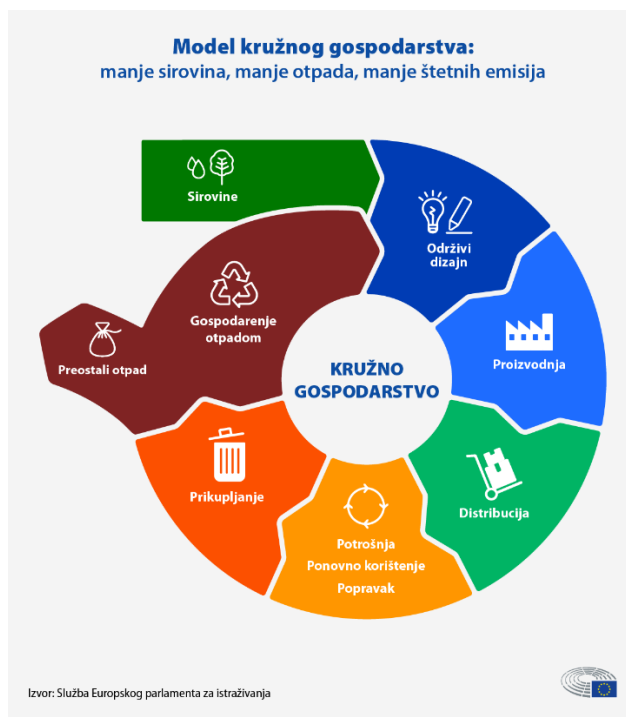 Model kružnog gospodarstva:
manje sirovina, manje otpada, manje štetnih emisija
Sirovine
Održivi
dizajn
Proizvodnja
Distribucija
Potrošnja
Ponovno korištenje
Popravak
Prikupljanje
Gospodarenje
otpadom
Preostali otpad
KRUŽNO
GOSPODARSTVO
Izvor: Služba Europskog parlamenta za istraživanja